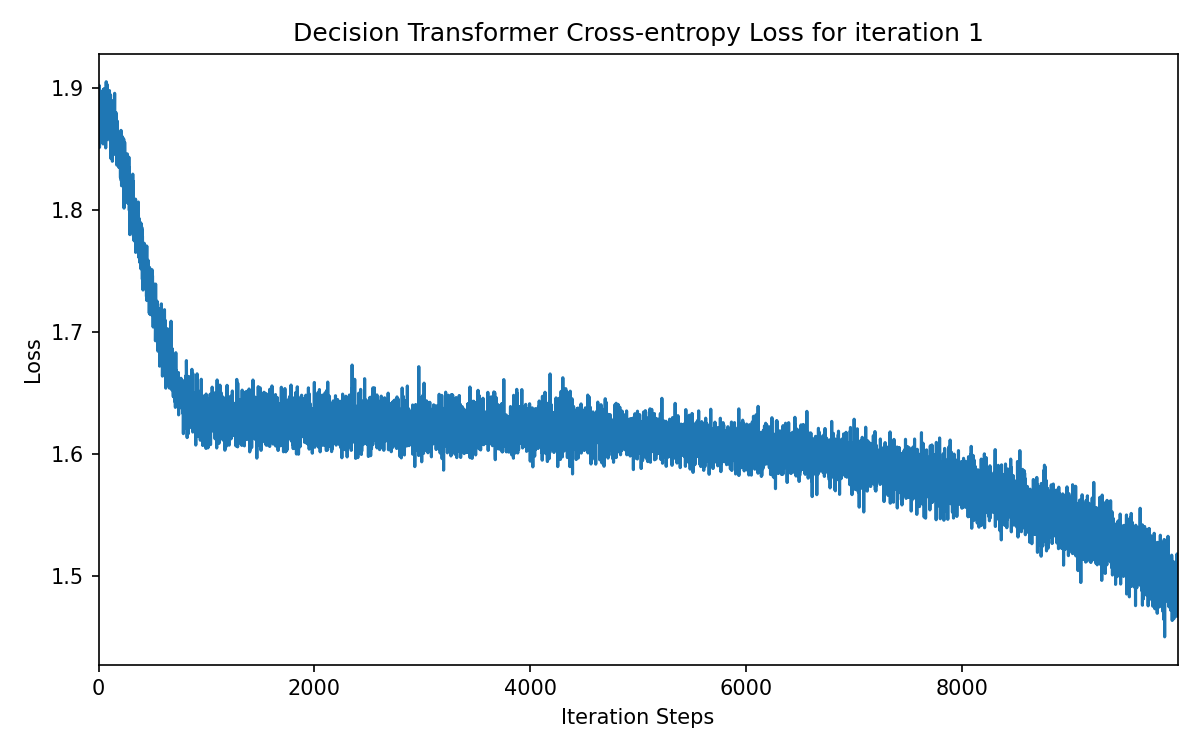 Decision Transformer Cross-entropy Loss for iteration 1
1.9
1.8
1.7
1.6
1.5
Loss
0 2000 4000 6000 8000
Iteration Steps